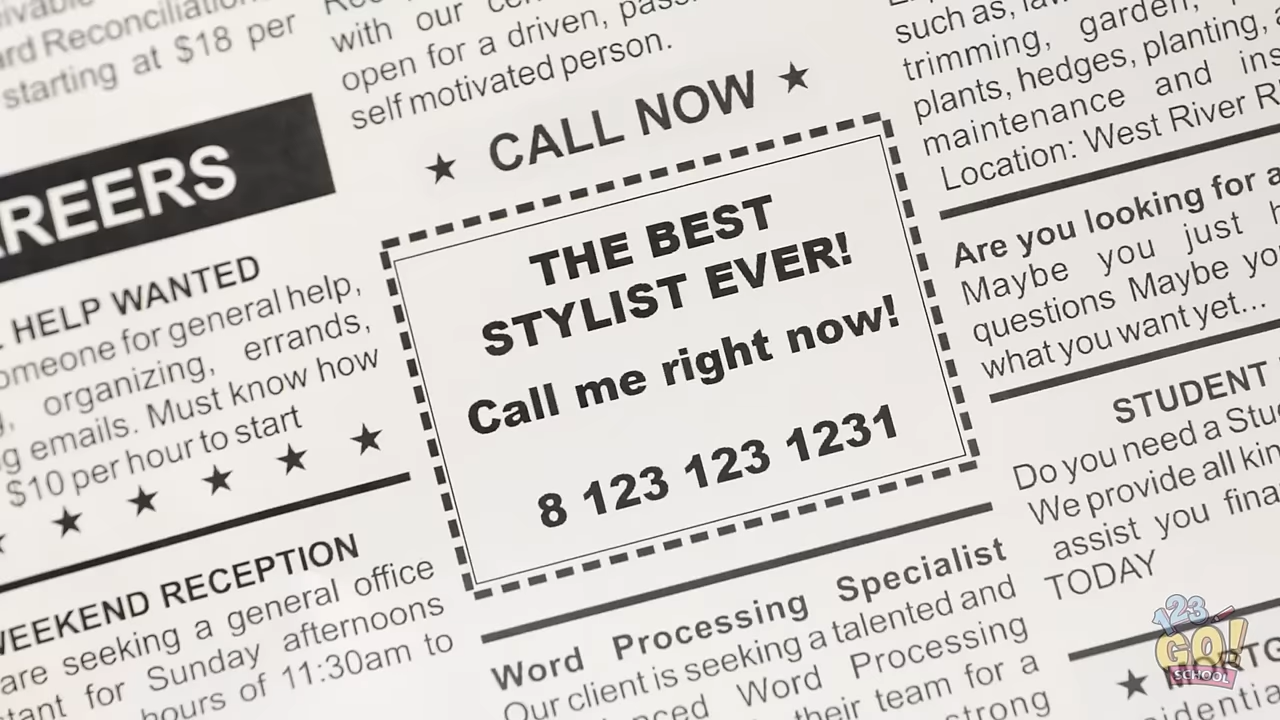 ard Reconciliation
starting at $18 per
AREERS
HELP WANTED
someone for general help,
organizing, errands,
emails. Must know how
$10 per hour to start
WEEKEND RECEPTION
are seeking a general office
for Sunday afternoons
hours of 11:30am to
with our
open for a driven,
self motivated person.
★ CALL NOW ★
THE BEST
STYLIST EVER!
Call me right now!
8 123 123 1231
Word Processing Specialist
Our client is seeking a talented and
Word Processing
their team for a
strong
such as,
trimming, garden,
plants, hedges, planting,
maintenance and
Location: West River
Are you looking for a
Maybe you just
questions Maybe
what you want yet...
STUDENT
Do you need a
We provide all
assist you
TODAY
123
GO!
SCHOOL